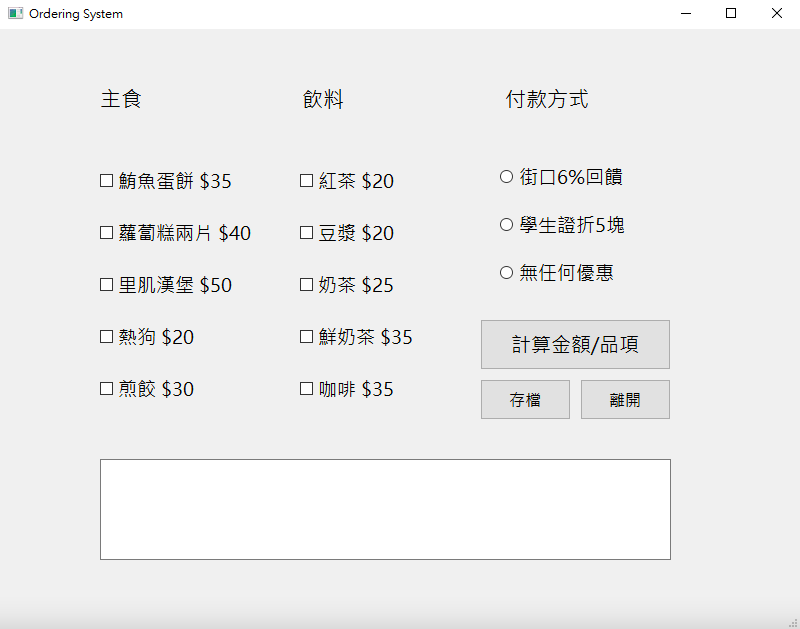 Ordering System
主食
鮪魚蛋餅 $35
蘿蔔糕兩片 $40
里肌漢堡 $50
熱狗 $20
煎餃 $30
飲料
紅茶 $20
豆漿 $20
奶茶 $25
鮮奶茶 $35
咖啡 $35
付款方式
街口6%回饋
學生證折5塊
無任何優惠
計算金額/品項
存檔
離開